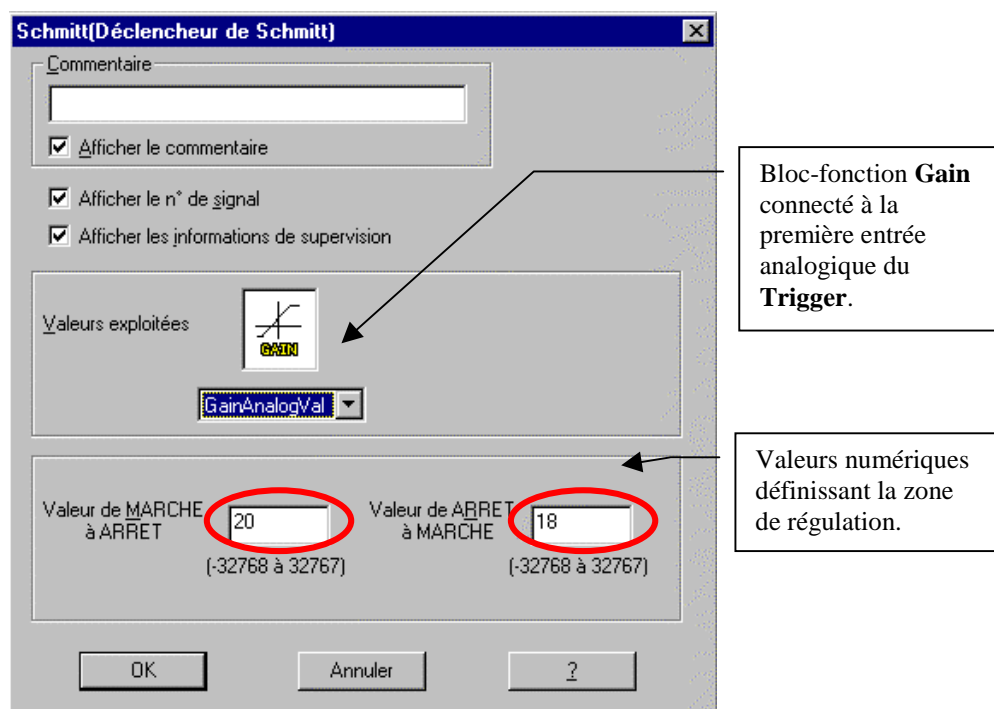 Schmitt(Déclencheur de Schmitt)
Commentaire
Afficher le commentaire
Afficher le n° de signal
Afficher les informations de supervision
Valeurs exploitées
GAIN
GainAnalogVal
Valeur de MARCHE
à ARRET
20
(-32768 à 32767)
Valeur de ARRET
à MARCHE
18
(-32768 à 32767)
OK
Annuler
?
Bloc-fonction Gain
connecté à la
première entrée
analogique du
Trigger.
Valeurs numériques
définissant la zone
de régulation.